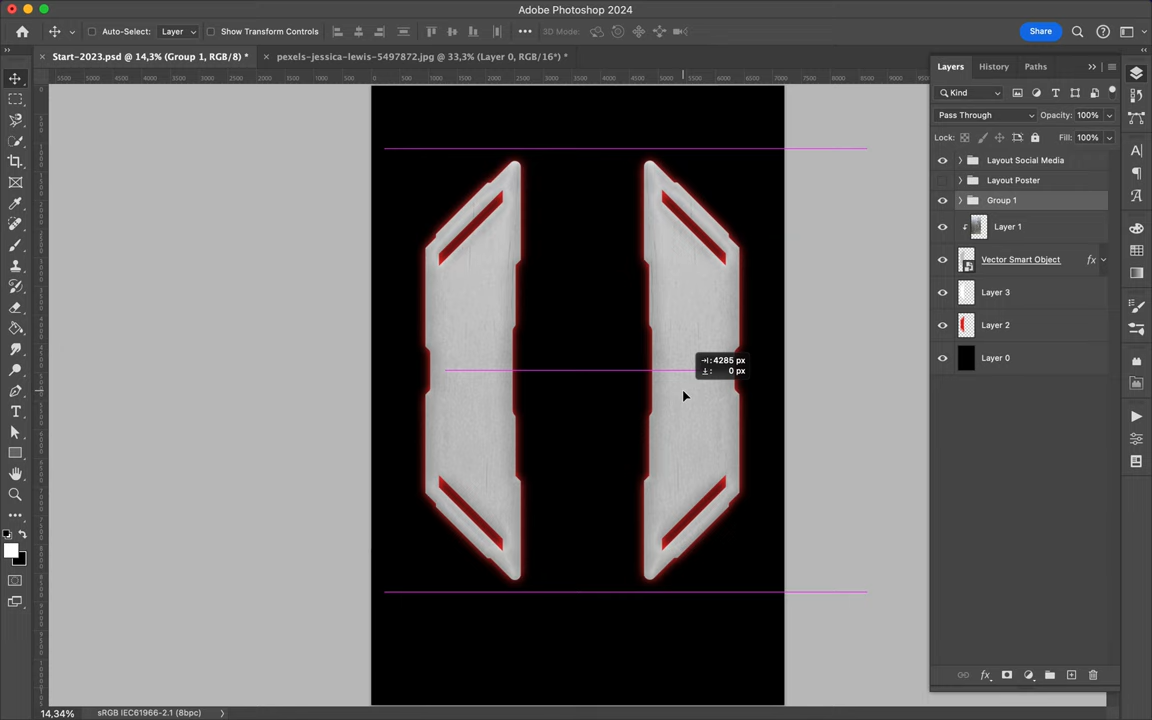 Adobe Photoshop 2024
Auto-Select: Layer Show Transform Controls 3D Mode: Share
Start-2023.psd @ 14,3% (Group 1, RGB/8) * pexels-jessica-lewis-5497872.jpg @ 33,3% (Layer 0, RGB/16*) *
Layers History Paths
Kind
Pass Through Opacity: 100%
Lock: Fill: 100%
Layout Social Media
Layout Poster
Group 1
Layer 1
Vector Smart Object fx
Layer 3
Layer 2
Layer 0
: 4285 px
: 0 px
14,34% sRGB IEC61966-2.1 (8bpc)